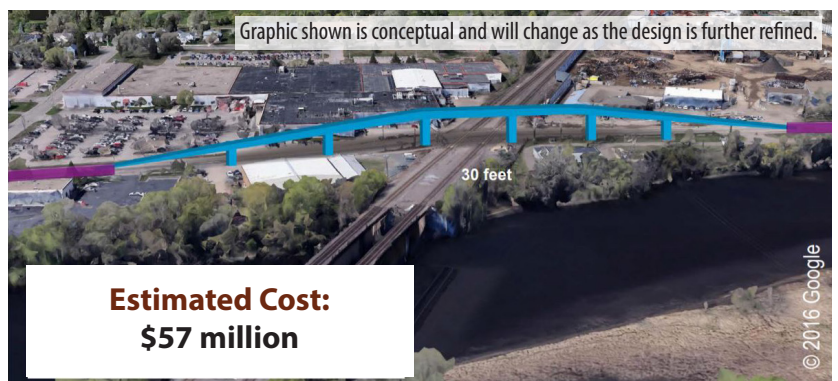 Graphic shown is conceptual and will change as the design is further refined.
30 feet
Estimated Cost:
$57 million
© 2016 Google